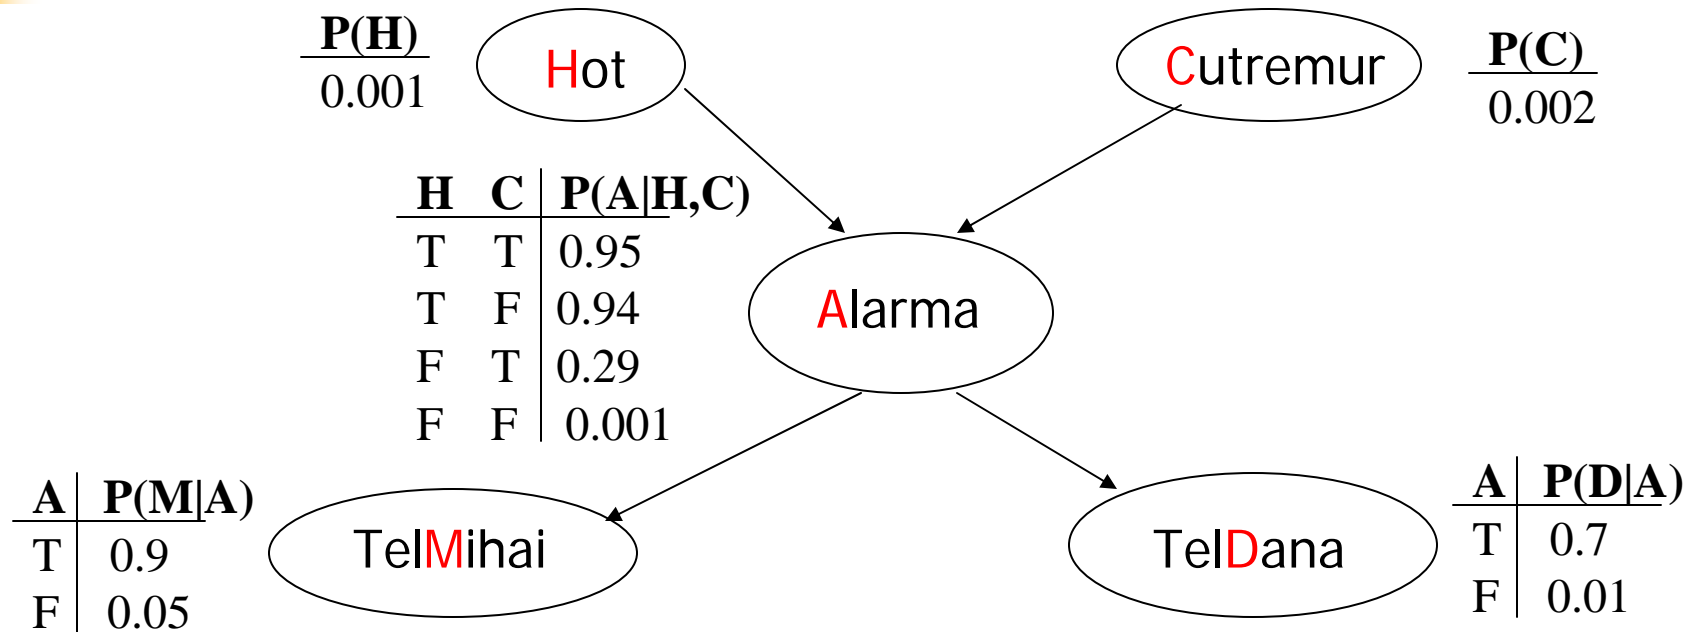 P(H)
0.001
Hot
Cutremur
P(C)
0.002
H C P(A|H,C)
T T 0.95
T F 0.94
F T 0.29
F F 0.001
Alarma
A P(M|A)
T 0.9
F 0.05
TelMihai
TelDana
A P(D|A)
T 0.7
F 0.01